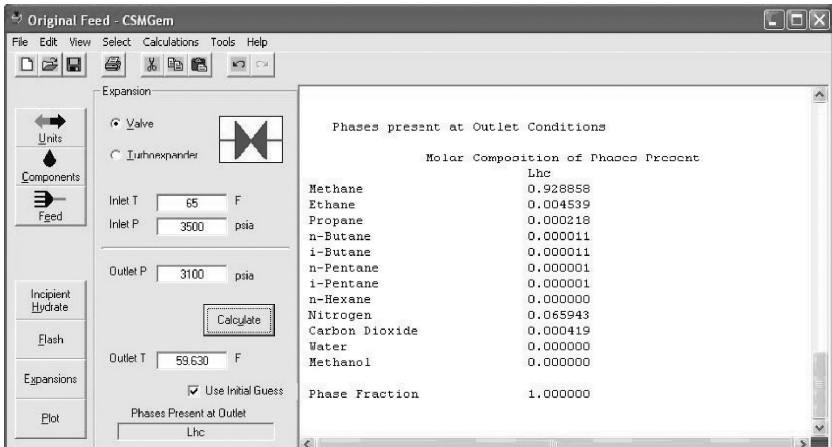 Original Feed - CSMGem
File Edit View Select Calculations Tools Help
Units
Components
Feed
Incipient
Hydrate
Flash
Expansions
Plot
Expansion
Valve
Turboexpander
Inlet T 65 F
Inlet P 3500 psia
Outlet P 3100 psia
Calculate
Outlet T 59.630 F
Use Initial Guess
Phases Present at Outlet
Lhc
Phases present at Outlet Conditions
Molar Composition of Phases Present
Lhc
Methane 0.928858
Ethane 0.004539
Propane 0.000218
n-Butane 0.000011
i-Butane 0.000011
n-Pentane 0.000001
i-Pentane 0.000001
n-Hexane 0.000000
Nitrogen 0.065943
Carbon Dioxide 0.000419
Water 0.000000
Methanol 0.000000
Phase Fraction 1.000000